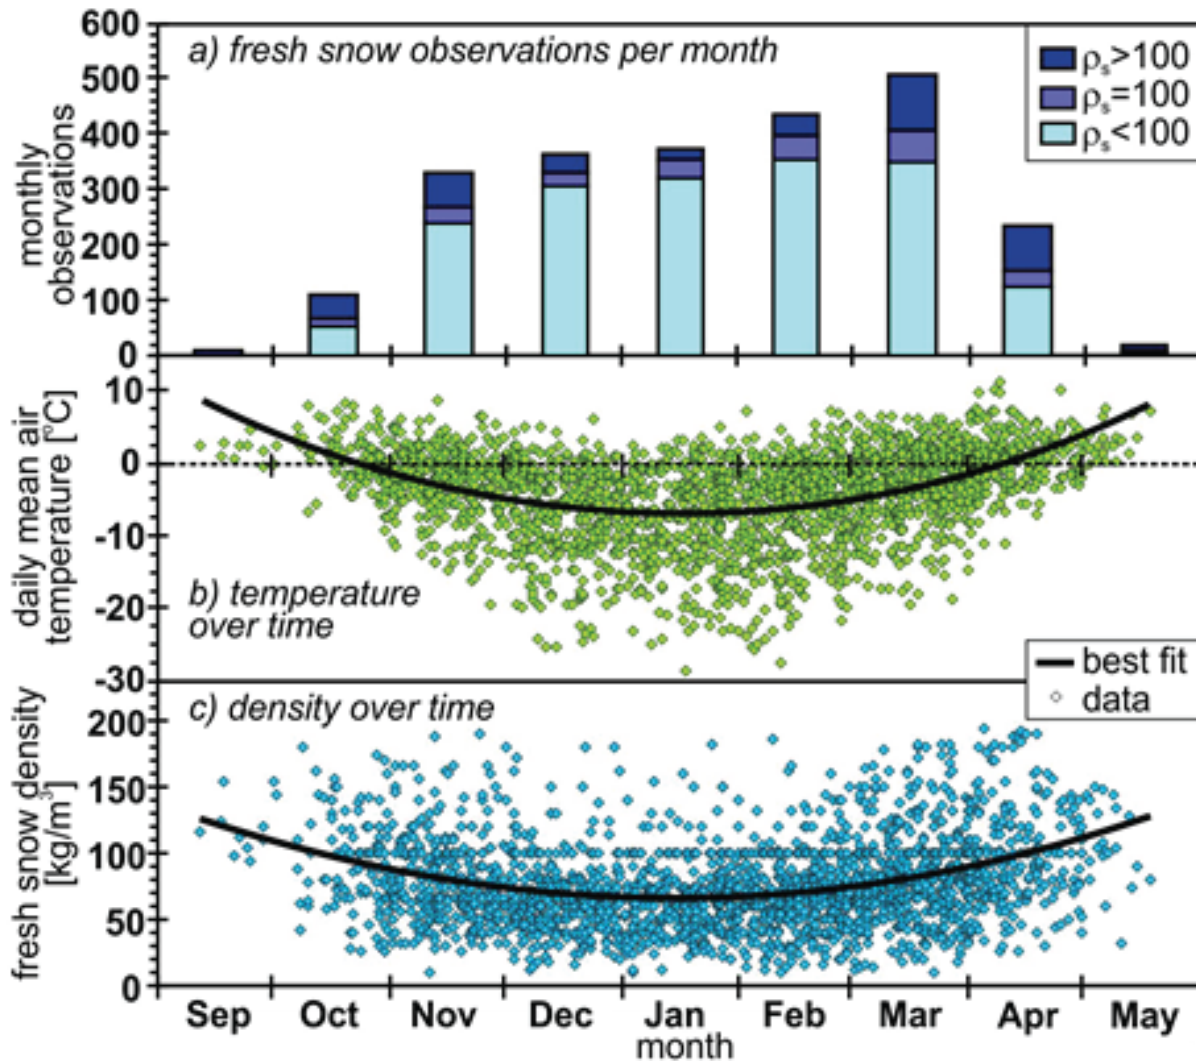 a) fresh snow observations per month
ρs>100
ρs=100
ρs<100
monthly
observations
600
500
400
300
200
100
0
daily mean air
temperature [°C]
10
0
-10
-20
-30
b) temperature
over time
best fit
data
c) density over time
fresh snow density
[kg/m³]
200
150
100
50
0
Sep Oct Nov Dec Jan Feb Mar Apr May
month